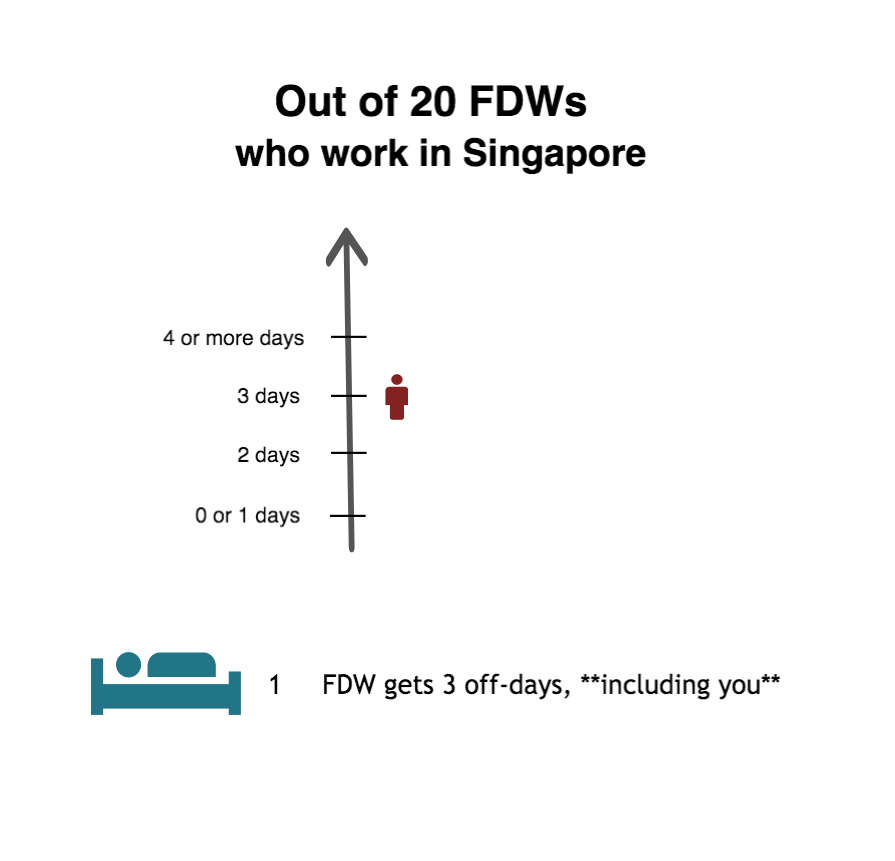 Out of 20 FDWs
who work in Singapore
4 or more days
3 days
2 days
0 or 1 days
1 FDW gets 3 off-days, **including you**